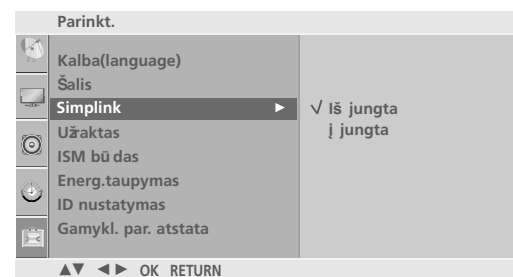 Parinkt.
Kalba(language)
Šalis
Simplink ►
√ Iš jungta
Užraktas
į jungta
ISM bū das
Energ.taupymas
ID nustatymas
Gamykl. par. atstata
▲▼ ◄► OK RETURN